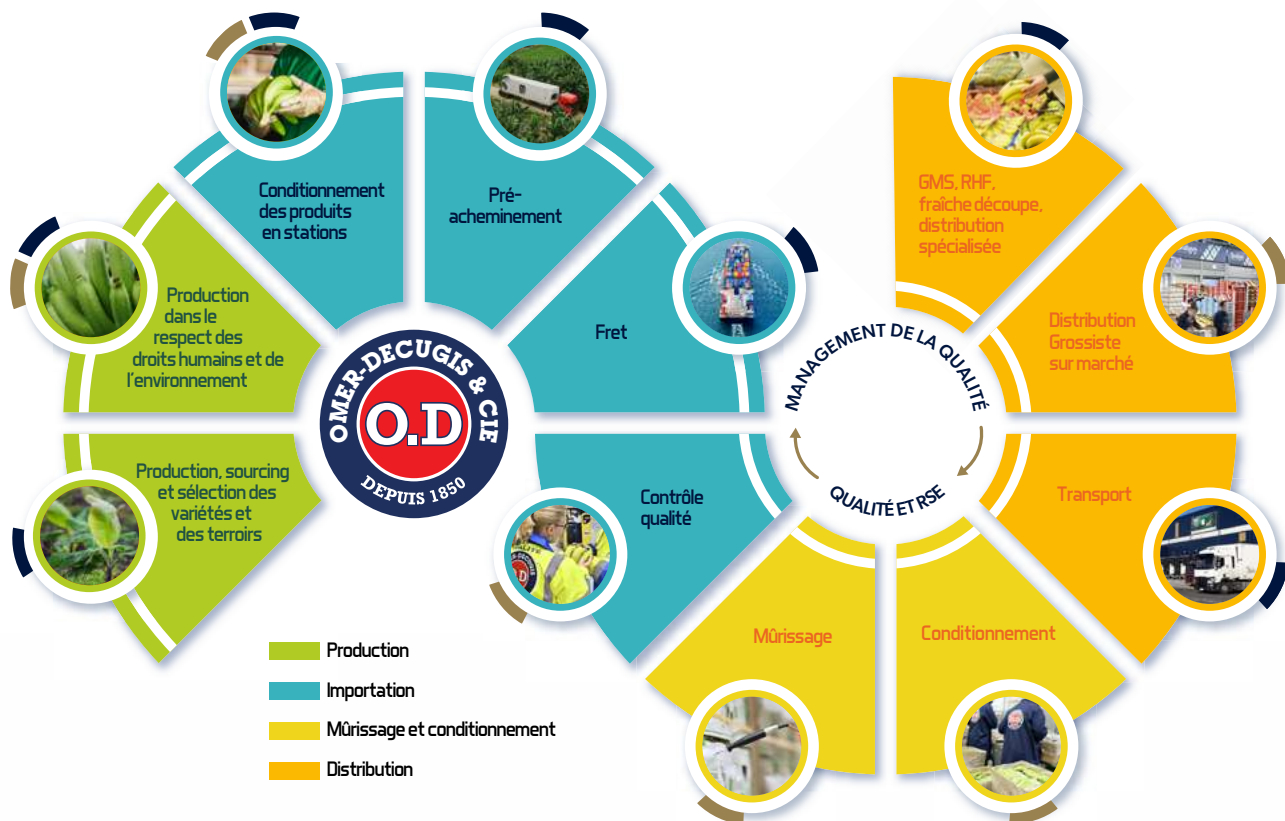 Conditionnement
des produits
en stations
Pré-
acheminement
GMS, RHF,
fraîche découpe,
distribution
spécialisée
Production
dans le
respect des
droits humains et de
l'environnement
Fret
Distribution
Grossiste
sur marché
OMER-DECUGIS & CIE
O.D
DEPUIS 1850
MANAGEMENT DE LA QUALITÉ
QUALITÉ ET RSE
Production, sourcing
et sélection des
variétés et
des terroirs
Contrôle
qualité
Transport
Mûrissage
Conditionnement
Production
Importation
Mûrissage et conditionnement
Distribution